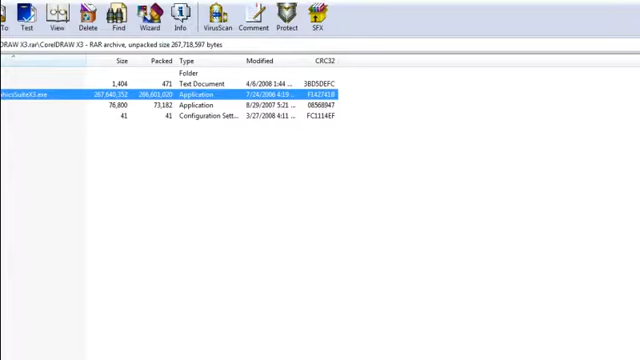 To Test View Delete Find Wizard Info VirusScan Comment Protect SFX
DRAW X3.rar\CorelDRAW X3 - RAR archive, unpacked size 267,718,597 bytes
Size Packed Type Modified CRC32
Folder
1,404 471 Text Document 4/6/2008 1:44 ... 3BD5DEFC
hicsSuiteX3.exe 267,640,352 266,601,020 Application 7/24/2006 4:19 ... F142741B
76,800 73,182 Application 8/29/2007 5:21 ... 08568947
41 41 Configuration Sett... 3/27/2008 4:11 ... FC1114EF